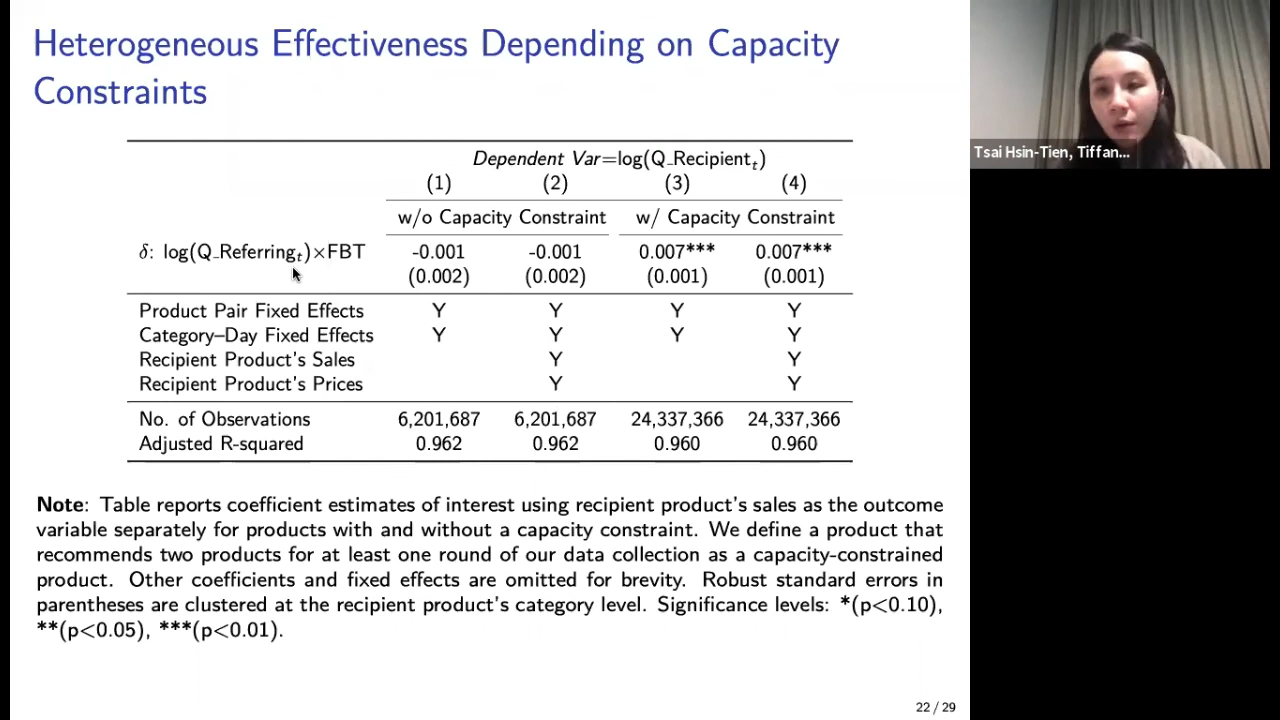 Heterogeneous Effectiveness Depending on Capacity
Constraints
Dependent Var=log(Q_Recipientₜ)
(1) (2) (3) (4)
w/o Capacity Constraint w/ Capacity Constraint
δ: log(Q_Referringₜ)×FBT -0.001 -0.001 0.007*** 0.007***
(0.002) (0.002) (0.001) (0.001)
Product Pair Fixed Effects Y Y Y Y
Category–Day Fixed Effects Y Y Y Y
Recipient Product's Sales Y Y
Recipient Product's Prices Y Y
No. of Observations 6,201,687 6,201,687 24,337,366 24,337,366
Adjusted R-squared 0.962 0.962 0.960 0.960
Note: Table reports coefficient estimates of interest using recipient product's sales as the outcome
variable separately for products with and without a capacity constraint. We define a product that
recommends two products for at least one round of our data collection as a capacity-constrained
product. Other coefficients and fixed effects are omitted for brevity. Robust standard errors in
parentheses are clustered at the recipient product's category level. Significance levels: *(p<0.10),
**(p<0.05), ***(p<0.01).
22 / 29
Tsai Hsin-Tien, Tiffan...